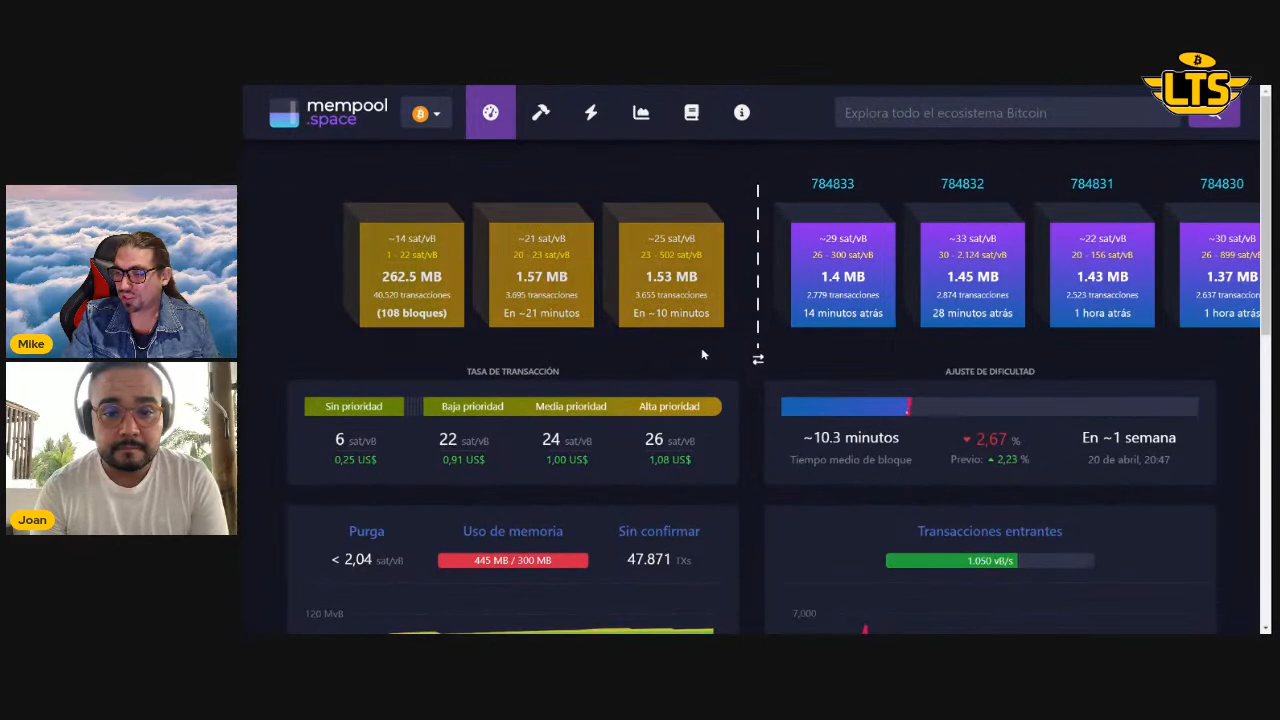 LTS
mempool
.space
Explora todo el ecosistema Bitcoin
784833
784832
784831
784830
~14 sat/vB
1 - 22 sat/vB
262.5 MB
40.520 transacciones
(108 bloques)
~21 sat/vB
20 - 23 sat/vB
1.57 MB
3.695 transacciones
En ~21 minutos
~25 sat/vB
23 - 502 sat/vB
1.53 MB
3.655 transacciones
En ~10 minutos
~29 sat/vB
26 - 300 sat/vB
1.4 MB
2.779 transacciones
14 minutos atrás
~33 sat/vB
30 - 2.124 sat/vB
1.45 MB
2.874 transacciones
28 minutos atrás
~22 sat/vB
20 - 156 sat/vB
1.43 MB
2.523 transacciones
1 hora atrás
~30 sat/vB
26 - 899 sat/vB
1.37 MB
2.637 transacciones
1 hora atrás
Mike
Joan
TASA DE TRANSACCIÓN
Sin prioridad
Baja prioridad
Media prioridad
Alta prioridad
6 sat/vB
22 sat/vB
24 sat/vB
26 sat/vB
0,25 US$
0,91 US$
1,00 US$
1,08 US$
AJUSTE DE DIFICULTAD
~10.3 minutos
2,67 %
En ~1 semana
Tiempo medio de bloque
Previo: 2,23 %
20 de abril, 20:47
Purga
Uso de memoria
Sin confirmar
< 2,04 sat/vB
445 MB / 300 MB
47.871 TXs
120 MvB
Transacciones entrantes
1.050 vB/s
7,000